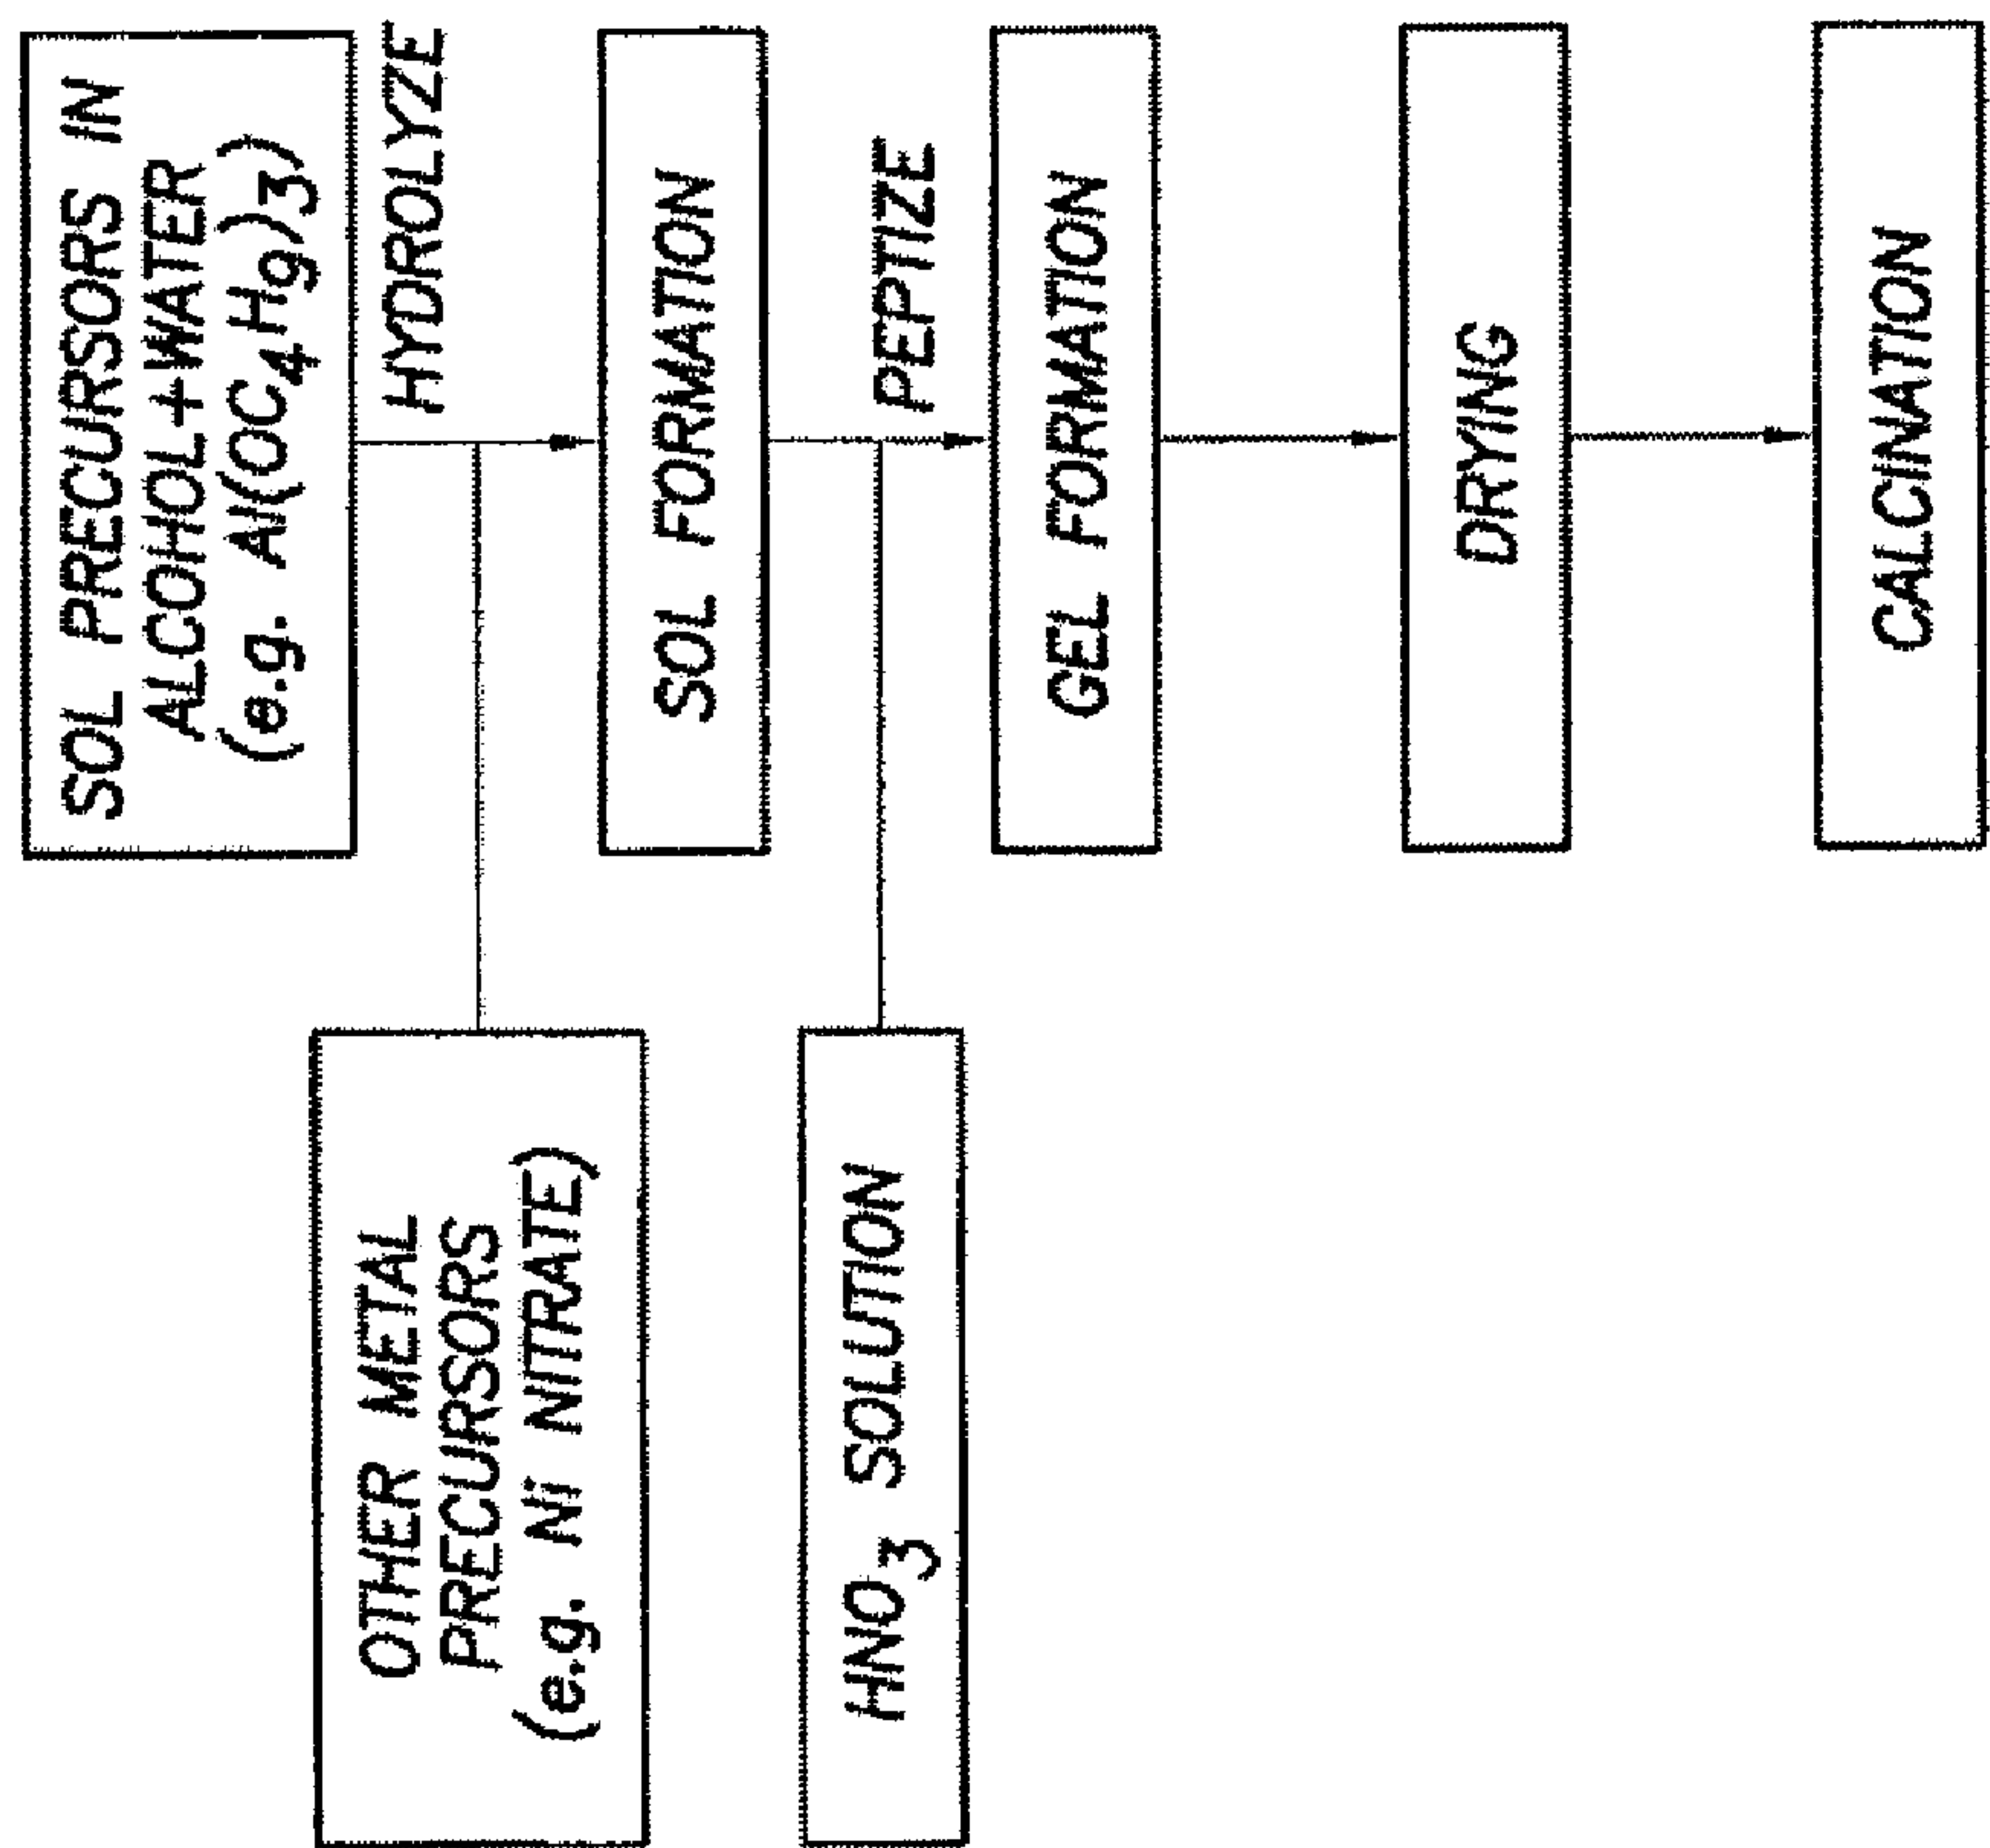 SOL PRECURSORS IN
ALCOHOL+WATER
(e.g. Al(OC₄H₉)₃)
HYDROLYZE
OTHER METAL
PRECURSORS
(e.g. Ni NITRATE)
SOL FORMATION
PEPTIZE
HNO₃ SOLUTION
GEL FORMATION
DRYING
CALCINATION